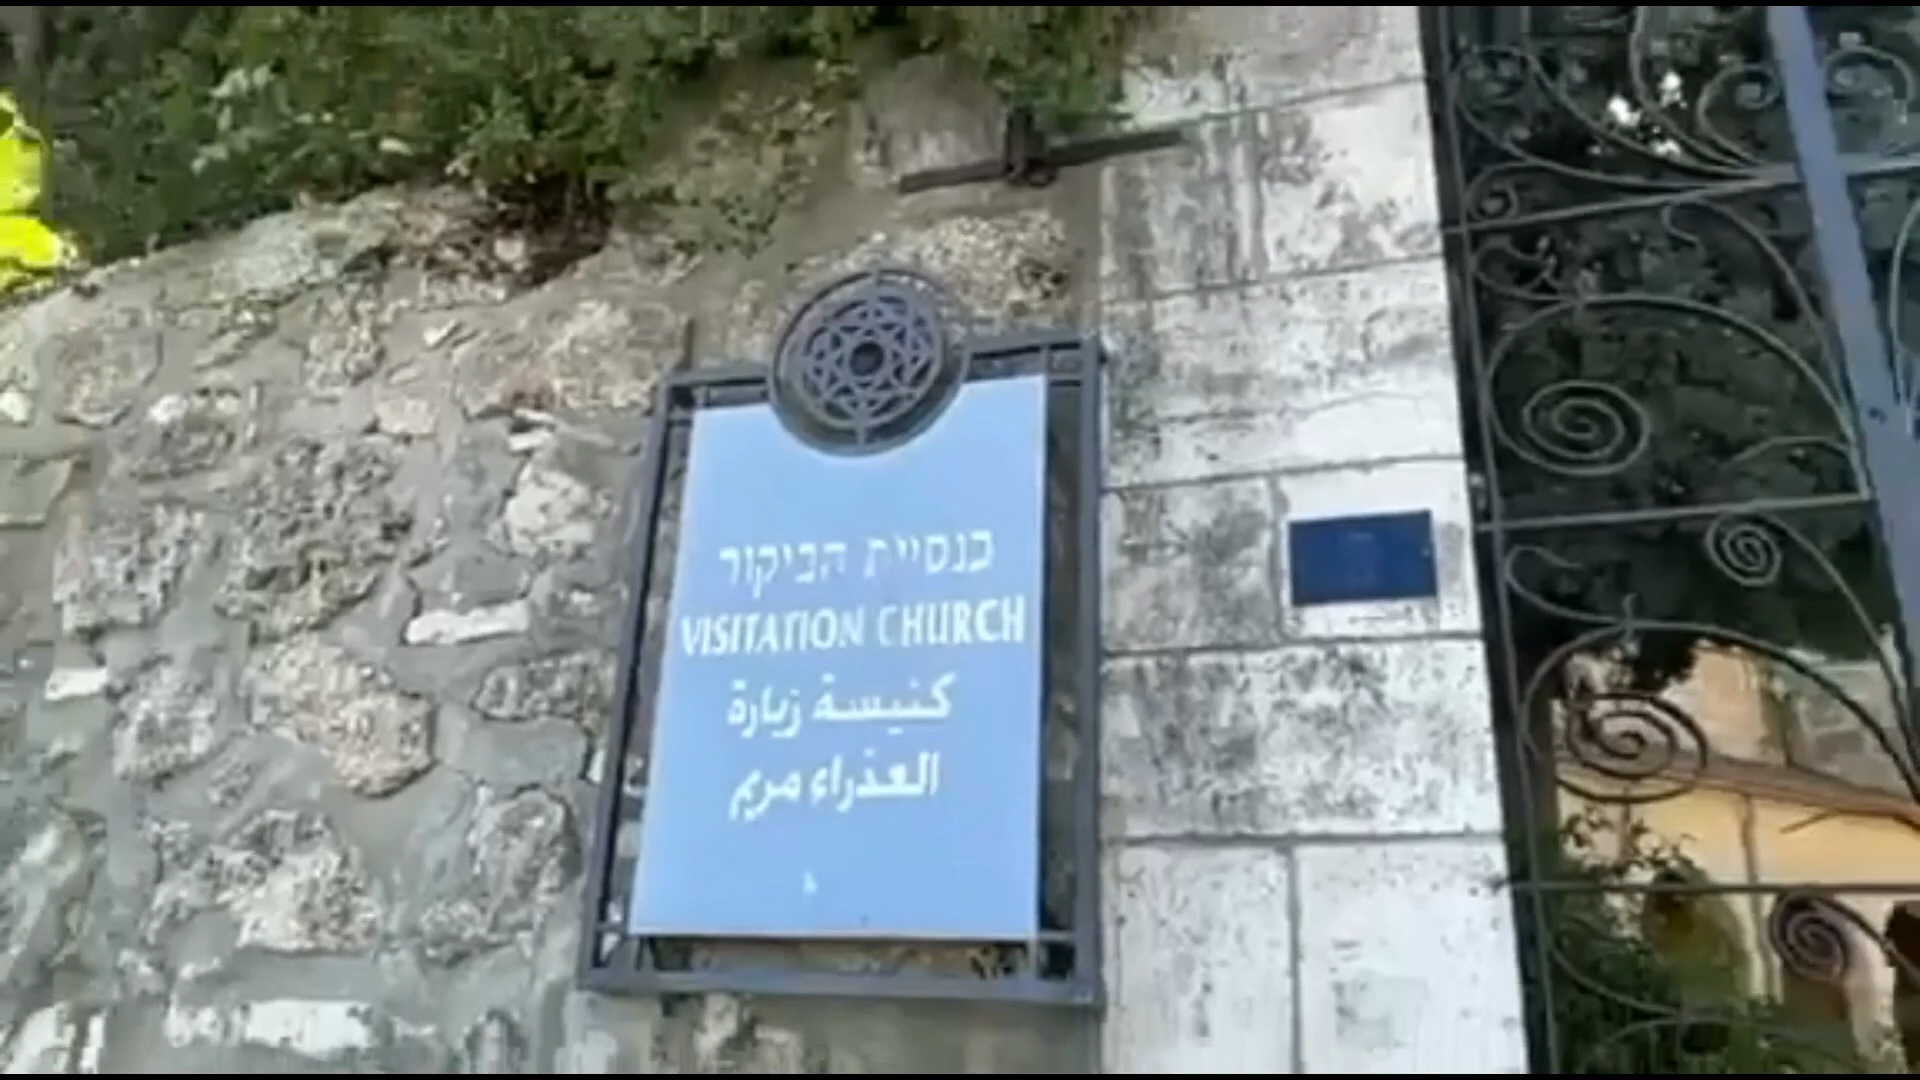 כנסיית הביקור
VISITATION CHURCH
كنيسة زيارة
العذراء مريم